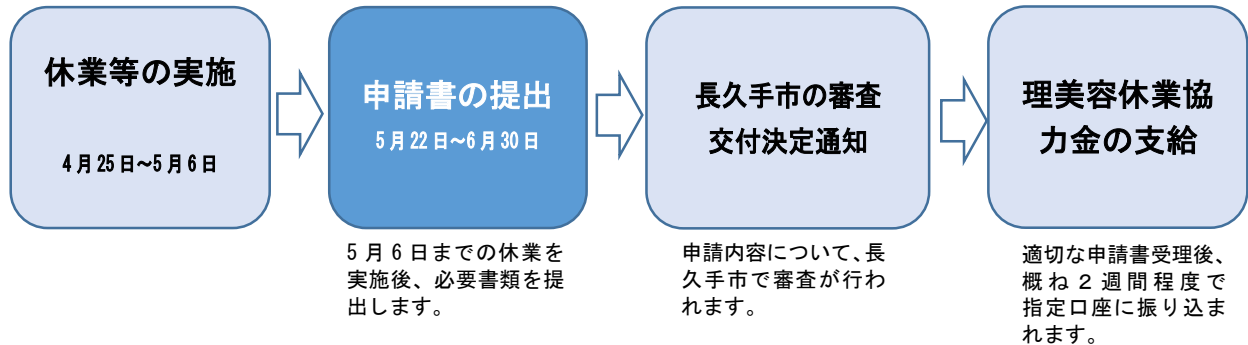 休業等の実施
4月25日~5月6日
申請書の提出
5月22日~6月30日
長久手市の審査
交付決定通知
理美容休業協
力金の支給
5月6日までの休業を
実施後、必要書類を提
出します。
申請内容について、長
久手市で審査が行わ
れます。
適切な申請書受理後、
概ね2週間程度で
指定口座に振り込ま
れます。